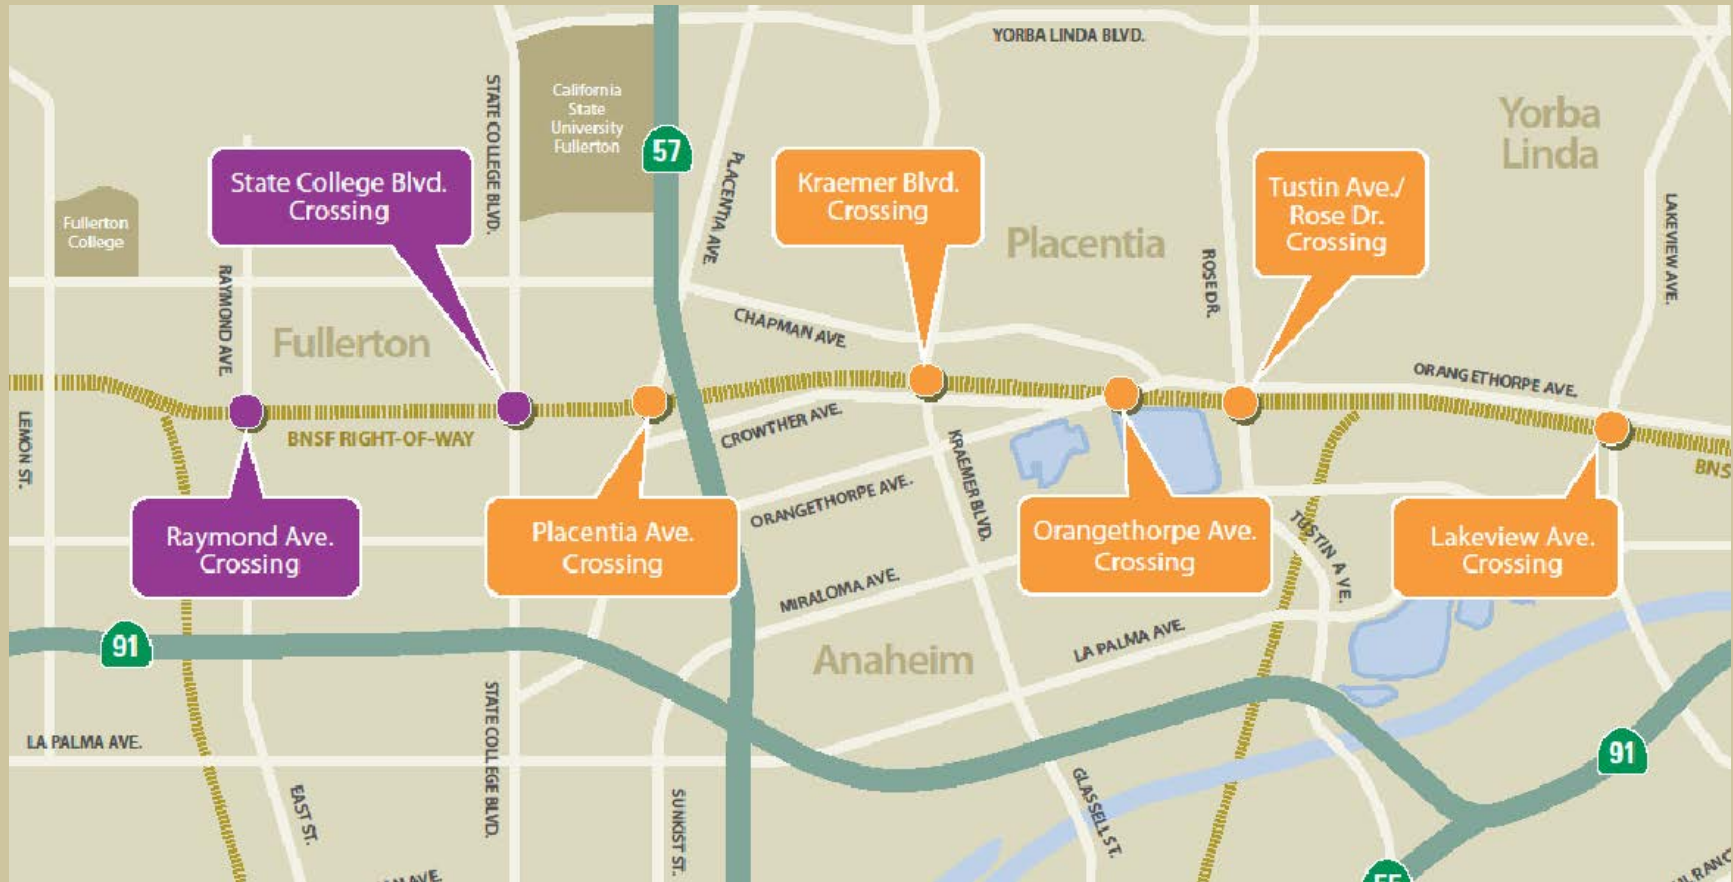 YORBA LINDA BLVD.
STATE COLLEGE BLVD.
California
State
University
Fullerton
57
PLACENTIA AVE.
Yorba
Linda
State College Blvd.
Crossing
Kraemer Blvd.
Crossing
Tustin Ave./
Rose Dr.
Crossing
Fullerton
College
LAKEVIEW AVE.
Placentia
ROSE DR.
RAYMOND AVE.
Fullerton
CHAPMAN AVE.
ORANGETHORPE AVE.
LEMON ST.
BNSF RIGHT-OF-WAY
CROWTHER AVE.
KRAEMER BLVD.
BNS
ORANGETHORPE AVE.
Raymond Ave.
Crossing
Placentia Ave.
Crossing
Orangethorpe Ave.
Crossing
TUSTIN AVE.
Lakeview Ave.
Crossing
MIRALOMA AVE.
91
Anaheim
LA PALMA AVE.
STATE COLLEGE BLVD.
LA PALMA AVE.
91
EAST ST.
SUNKIST ST.
GLASSELL ST.
55
AVE.